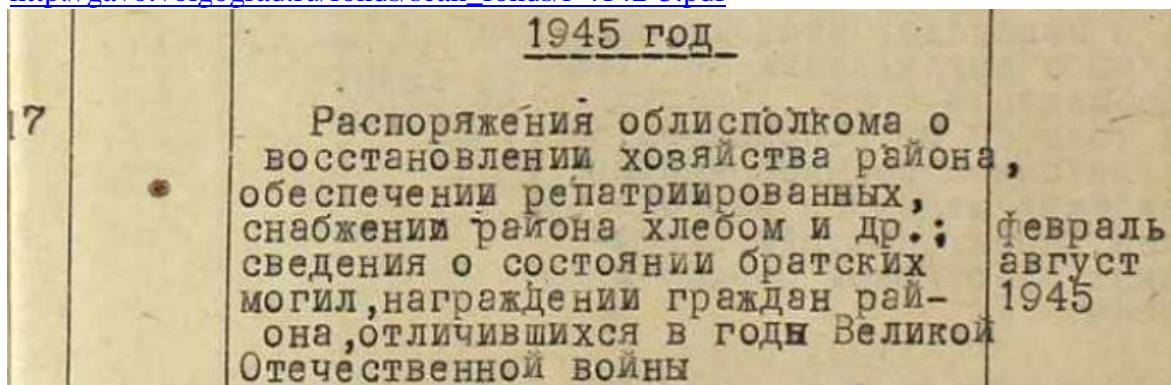 1945 год
17 Распоряжения облисполкома о
восстановлении хозяйства района,
обеспечении репатриированных,
снабжении района хлебом и др.; февраль
сведения о состоянии братских август
могил,награждении граждан рай- 1945
она,отличившихся в годы Великой
Отечественной войны